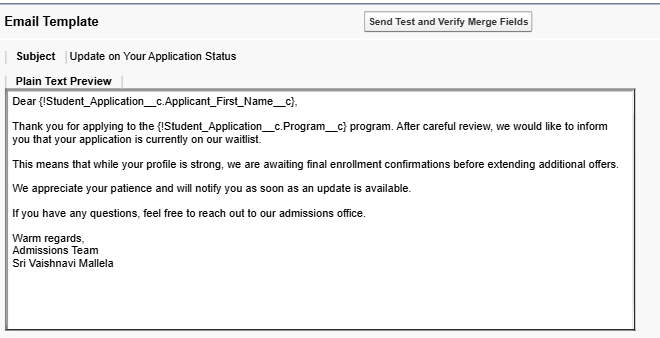 Email Template
Send Test and Verify Merge Fields
Subject
Update on Your Application Status
Plain Text Preview
Dear {!Student_Application__c.Applicant_First_Name__c},
Thank you for applying to the {!Student_Application__c.Program__c} program. After careful review, we would like to inform
you that your application is currently on our waitlist.
This means that while your profile is strong, we are awaiting final enrollment confirmations before extending additional offers.
We appreciate your patience and will notify you as soon as an update is available.
If you have any questions, feel free to reach out to our admissions office.
Warm regards,
Admissions Team
Sri Vaishnavi Mallela